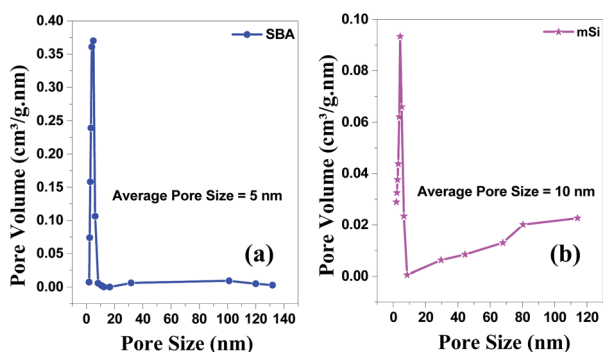 0.40
0.35
0.30
0.25
0.20
0.15
0.10
0.05
0.00
Pore Volume (cm³/g.nm)
SBA
Average Pore Size = 5 nm
(a)
0 20 40 60 80 100 120 140
Pore Size (nm)
0.10
0.08
0.06
0.04
0.02
0.00
Pore Volume (cm³/g.nm)
mSi
Average Pore Size = 10 nm
(b)
0 20 40 60 80 100 120
Pore Size (nm)